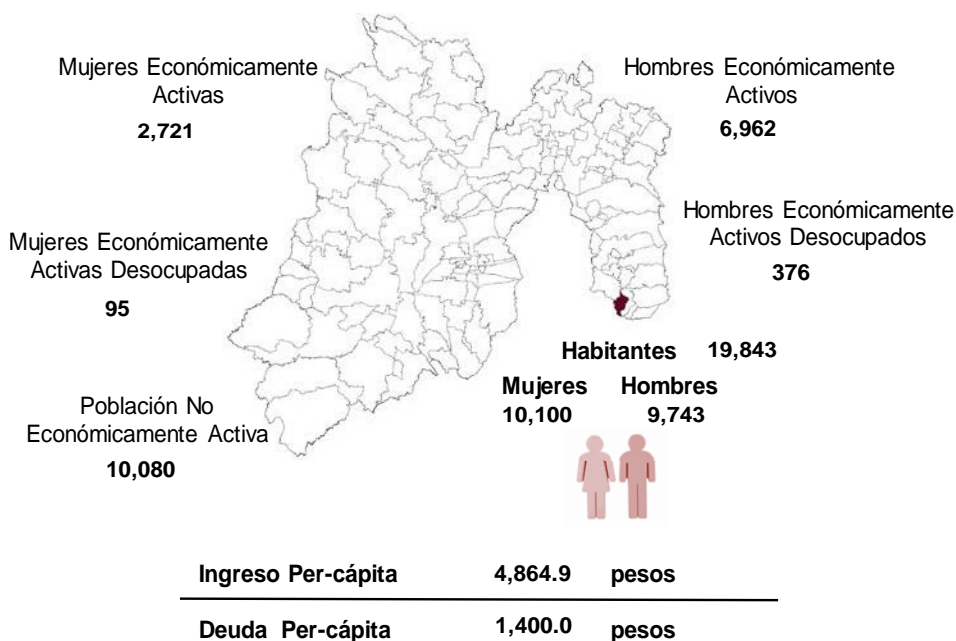 Mujeres Económicamente
Activas
2,721
Hombres Económicamente
Activos
6,962
Mujeres Económicamente
Activas Desocupadas
95
Hombres Económicamente
Activos Desocupados
376
Habitantes 19,843
Mujeres Hombres
10,100 9,743
Población No
Económicamente Activa
10,080
Ingreso Per-cápita 4,864.9 pesos
Deuda Per-cápita 1,400.0 pesos